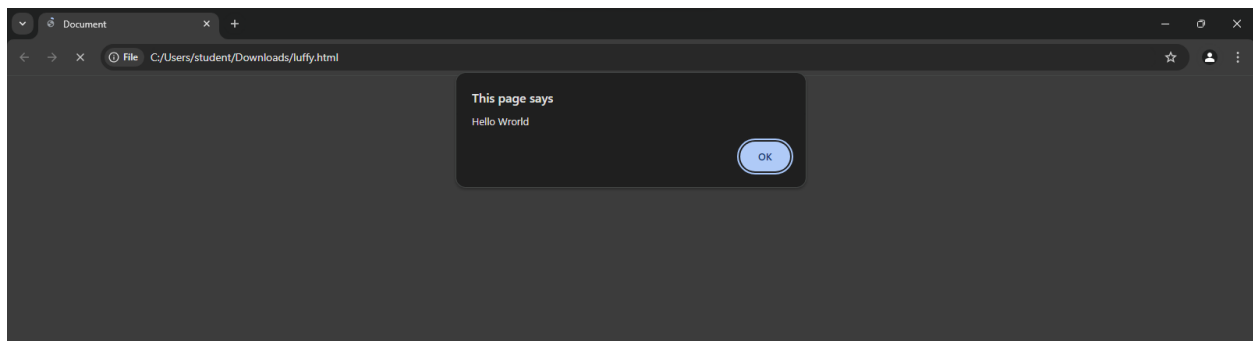 Document
File C:/Users/student/Downloads/luffy.html
This page says
Hello Wrorld
OK